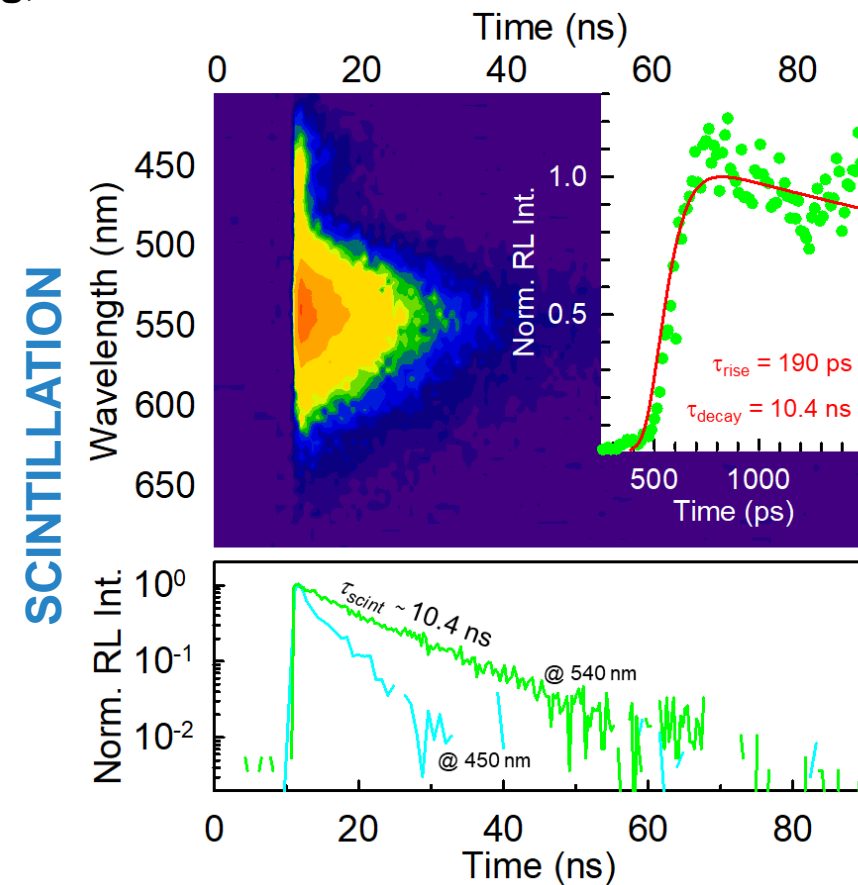 g,
Time (ns)
0 20 40 60 80
SCINTILLATION
Wavelength (nm)
450
500
550
600
650
Norm. RL Int.
1.0
0.5
τrise = 190 ps
τdecay = 10.4 ns
500 1000
Time (ps)
Norm. RL Int.
10⁰
10⁻¹
10⁻²
τscint ~ 10.4 ns
@ 540 nm
@ 450 nm
0 20 40 60 80
Time (ns)